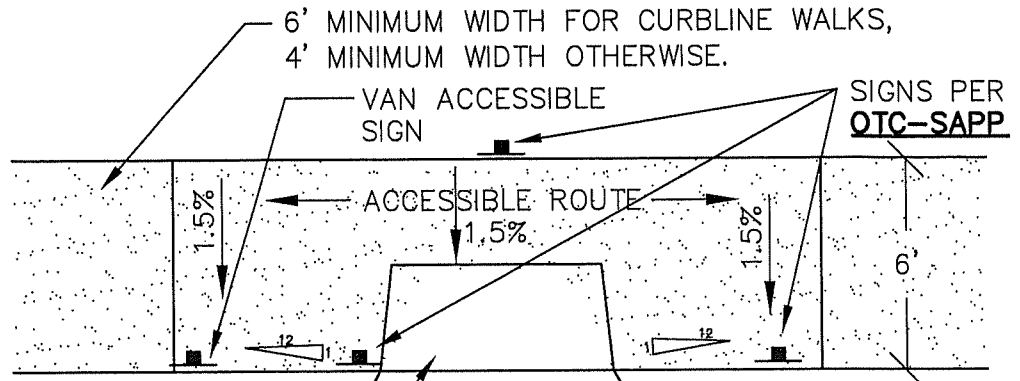 6' MINIMUM WIDTH FOR CURBLINE WALKS,
4' MINIMUM WIDTH OTHERWISE.
VAN ACCESSIBLE
SIGN
SIGNS PER
OTC-SAPP
ACCESSIBLE ROUTE
1.5%
1.5%
1.5%
6'
12
1
1
12